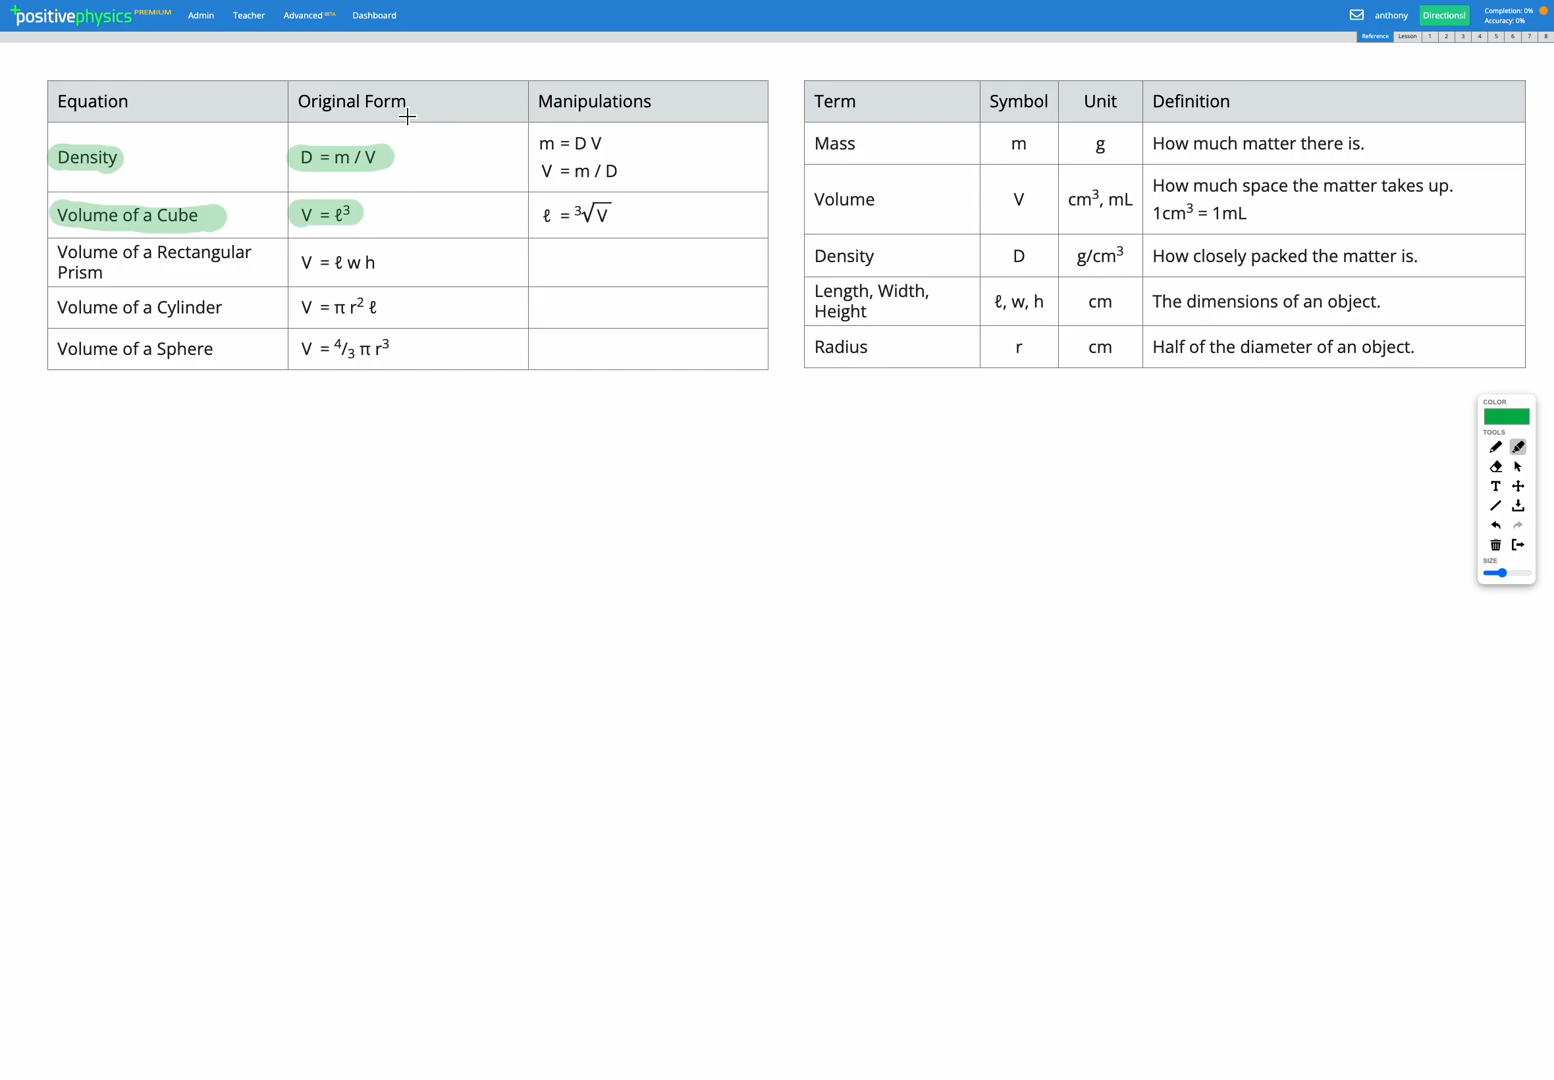 +positivephysics PREMIUM Admin Teacher Advanced BETA Dashboard anthony Directions! Completion: 0%
Accuracy: 0%
Reference Lesson 1 2 3 4 5 6 7 8
Equation Original Form Manipulations
Density D = m / V m = D V
V = m / D
Volume of a Cube V = ℓ³ ℓ = ³√V
Volume of a Rectangular
Prism V = ℓ w h
Volume of a Cylinder V = π r² ℓ
Volume of a Sphere V = ⁴/₃ π r³
Term Symbol Unit Definition
Mass m g How much matter there is.
Volume V cm³, mL How much space the matter takes up.
1cm³ = 1mL
Density D g/cm³ How closely packed the matter is.
Length, Width,
Height ℓ, w, h cm The dimensions of an object.
Radius r cm Half of the diameter of an object.
COLOR
TOOLS
T
SIZE